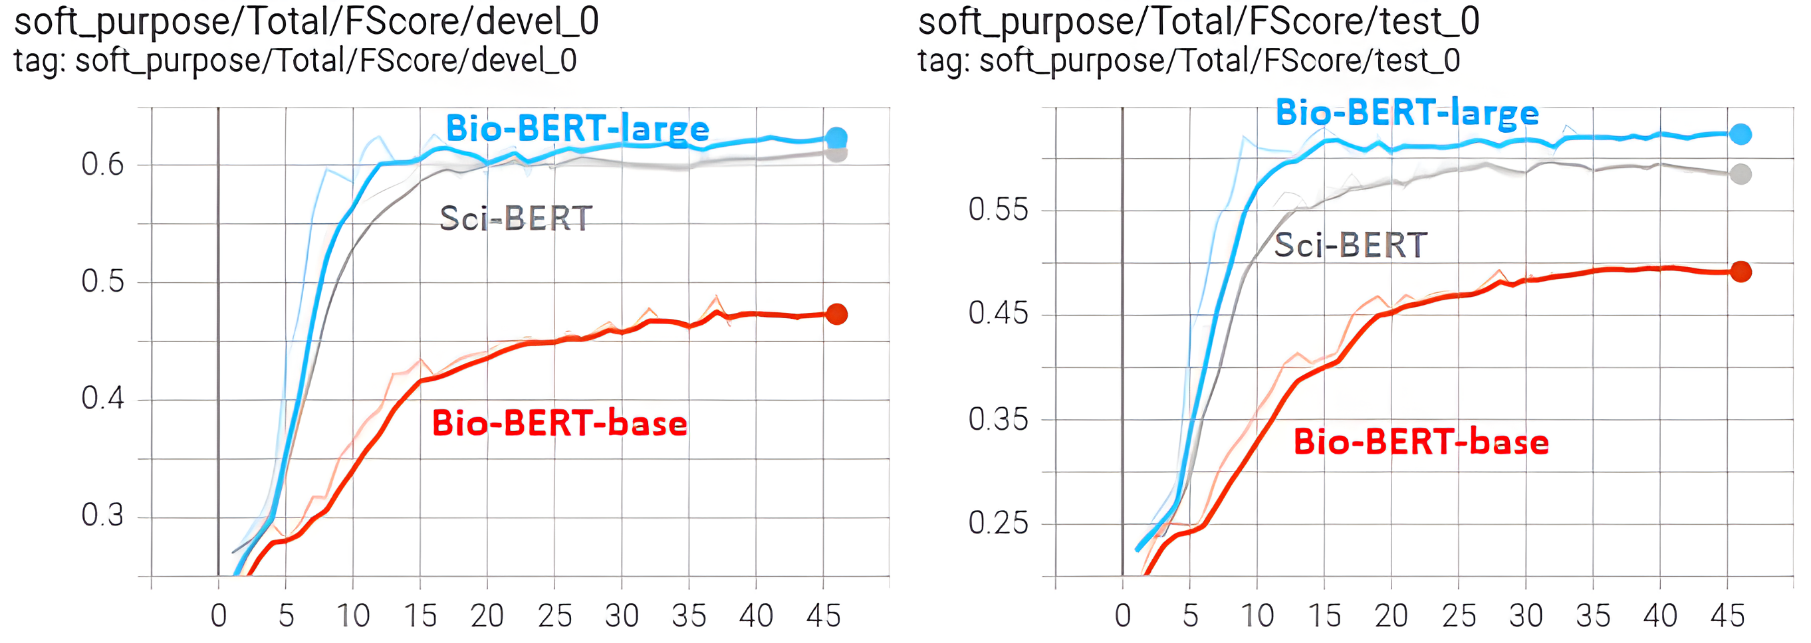 soft_purpose/Total/FScore/devel_0
tag: soft_purpose/Total/FScore/devel_0
Bio-BERT-large
0.6
Sci-BERT
0.5
0.4
Bio-BERT-base
0.3
0 5 10 15 20 25 30 35 40 45
soft_purpose/Total/FScore/test_0
tag: soft_purpose/Total/FScore/test_0
Bio-BERT-large
0.55
Sci-BERT
0.45
0.35
Bio-BERT-base
0.25
0 5 10 15 20 25 30 35 40 45